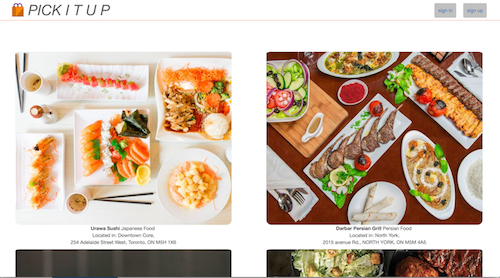 PICK IT UP
sign in
sign up
Urawa Sushi Japanese Food
Located in: Downtown Core,
254 Adelaide Street West, Toronto, ON M5H 1X6
Darbar Persian Grill Persian Food
Located in: North York,
2015 avenue Rd., NORTH YORK, ON M5M 4A5